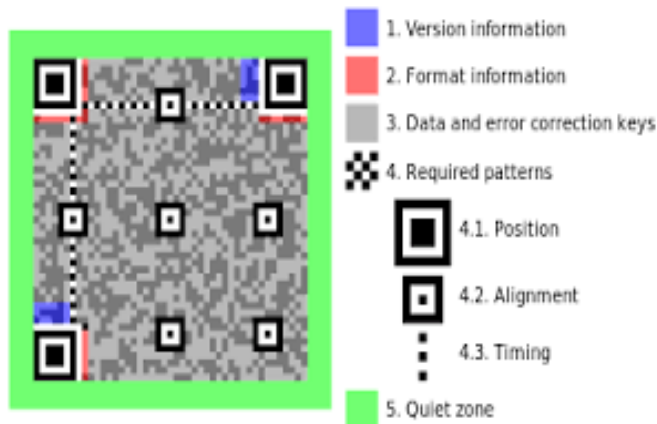 1. Version information
2. Format information
3. Data and error correction keys
4. Required patterns
4.1. Position
4.2. Alignment
4.3. Timing
5. Quiet zone